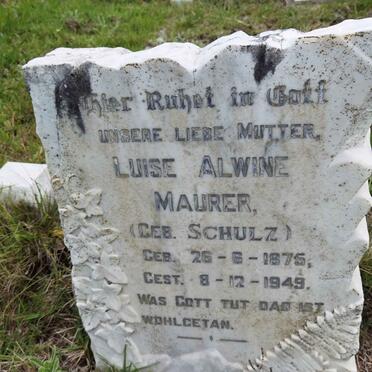 Hier Ruhet in Gott
UNSERE LIEBE MUTTER,
LUISE ALWINE
MAURER,
(GEB. SCHULZ)
GEB. 26-6-1875,
GEST. 8-12-1949.
WAS GOTT TUT DAS IST
WOHLGETAN.